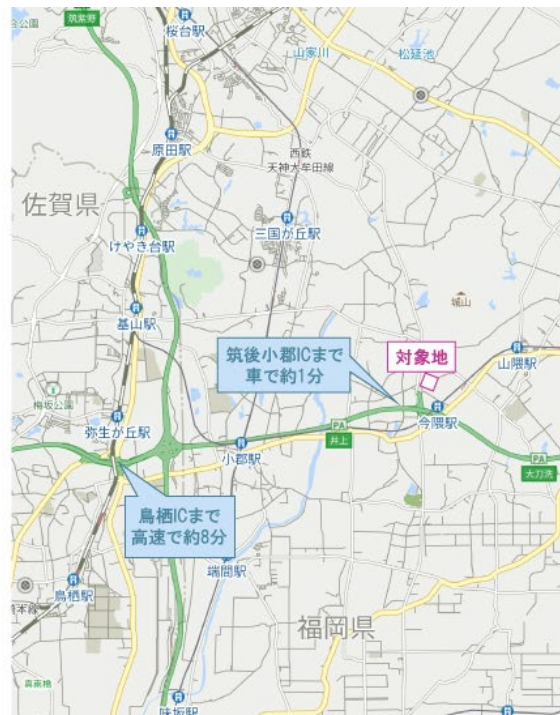 筑紫野
桜台駅
山家川
松延池
原田駅
西鉄
天神大牟田線
佐賀県
三国が丘駅
けやき台駅
城山
基山駅
筑後小郡ICまで
車で約1分
対象地
山隈駅
今隈駅
弥生が丘駅
PA
井上
小郡駅
PA
大刀洗
鳥栖ICまで
高速で約8分
端間駅
鳥栖駅
福岡県
味坂駅